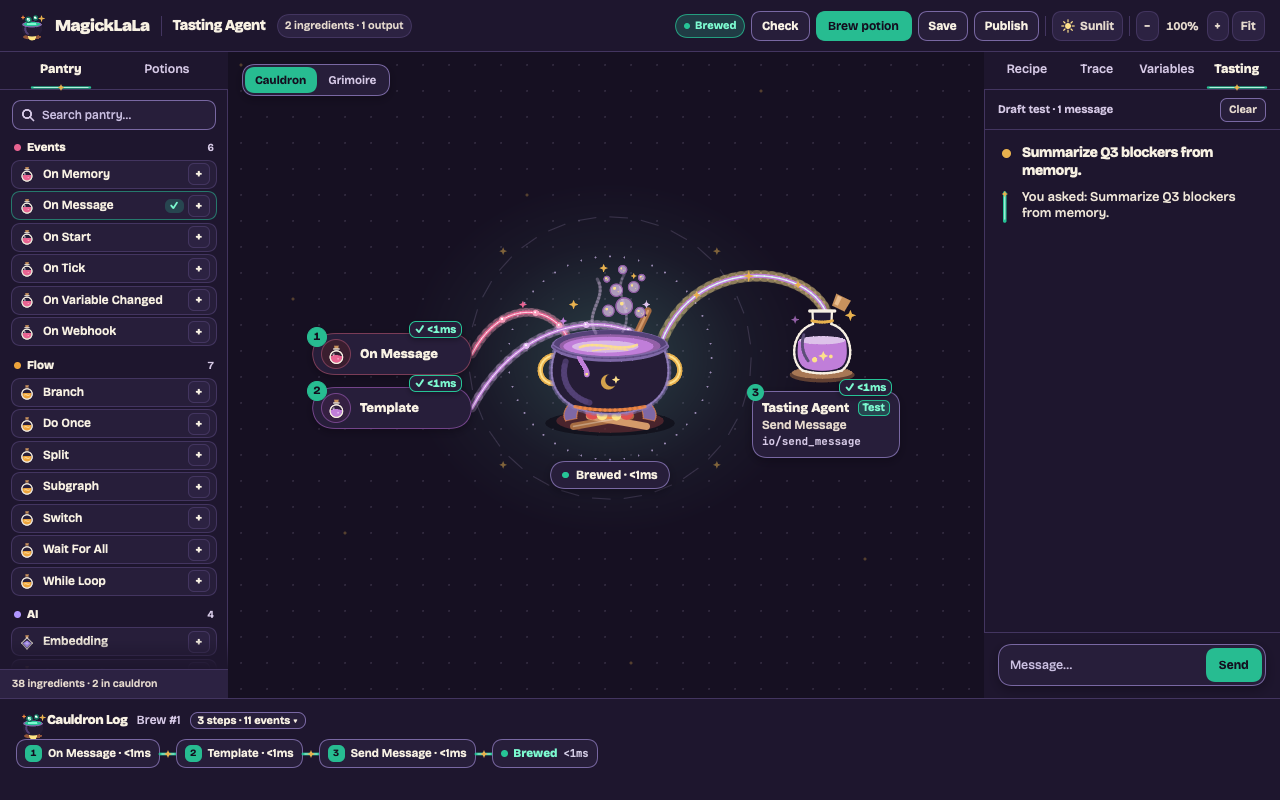 MagickLaLa
Tasting Agent
2 ingredients · 1 output
Brewed
Check
Brew potion
Save
Publish
Sunlit
−
100%
+
Fit
Pantry
Potions
Search pantry...
Events
6
On Memory
+
On Message
+
On Start
+
On Tick
+
On Variable Changed
+
On Webhook
+
Flow
7
Branch
+
Do Once
+
Split
+
Subgraph
+
Switch
+
Wait For All
+
While Loop
+
AI
4
Embedding
+
38 ingredients · 2 in cauldron
Cauldron
Grimoire
1
On Message
<1ms
2
Template
<1ms
Brewed · <1ms
3
<1ms
Tasting Agent
Test
Send Message
io/send_message
Recipe
Trace
Variables
Tasting
Draft test · 1 message
Clear
Summarize Q3 blockers from
memory.
You asked: Summarize Q3 blockers
from memory.
Message...
Send
Cauldron Log
Brew #1
3 steps · 11 events ▾
1 On Message · <1ms
2 Template · <1ms
3 Send Message · <1ms
Brewed <1ms